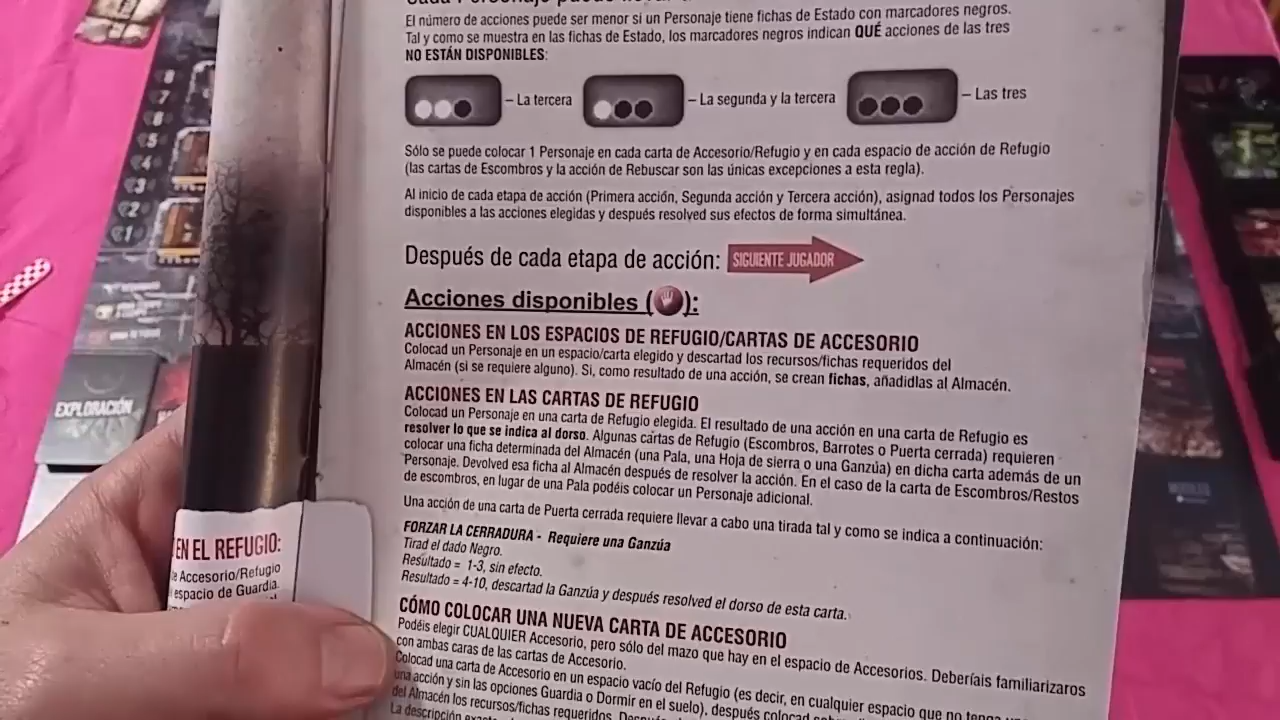 El número de acciones puede ser menor si un Personaje tiene fichas de Estado con marcadores negros.
Tal y como se muestra en las fichas de Estado, los marcadores negros indican QUÉ acciones de las tres
NO ESTÁN DISPONIBLES:
– La tercera
– La segunda y la tercera
– Las tres
Sólo se puede colocar 1 Personaje en cada carta de Accesorio/Refugio y en cada espacio de acción de Refugio
(las cartas de Escombros y la acción de Rebuscar son las únicas excepciones a esta regla).
Al inicio de cada etapa de acción (Primera acción, Segunda acción y Tercera acción), asignad todos los Personajes
disponibles a las acciones elegidas y después resolved sus efectos de forma simultánea.
Después de cada etapa de acción: SIGUIENTE JUGADOR
Acciones disponibles ( ):
ACCIONES EN LOS ESPACIOS DE REFUGIO/CARTAS DE ACCESORIO
Colocad un Personaje en un espacio/carta elegido y descartad los recursos/fichas requeridos del
Almacén (si se requiere alguno). Si, como resultado de una acción, se crean fichas, añadidlas al Almacén.
ACCIONES EN LAS CARTAS DE REFUGIO
Colocad un Personaje en una carta de Refugio elegida. El resultado de una acción en una carta de Refugio es
resolver lo que se indica al dorso. Algunas cartas de Refugio (Escombros, Barrotes o Puerta cerrada) requieren
colocar una ficha determinada del Almacén (una Pala, una Hoja de sierra o una Ganzúa) en dicha carta además de un
Personaje. Devolved esa ficha al Almacén después de resolver la acción. En el caso de la carta de Escombros/Restos
de escombros, en lugar de una Pala podéis colocar un Personaje adicional.
Una acción de una carta de Puerta cerrada requiere llevar a cabo una tirada tal y como se indica a continuación:
FORZAR LA CERRADURA - Requiere una Ganzúa
Tirad el dado Negro.
Resultado = 1-3, sin efecto.
Resultado = 4-10, descartad la Ganzúa y después resolved el dorso de esta carta.
CÓMO COLOCAR UNA NUEVA CARTA DE ACCESORIO
Podéis elegir CUALQUIER Accesorio, pero sólo del mazo que hay en el espacio de Accesorios. Deberíais familiarizaros
con ambas caras de las cartas de Accesorio.
Colocad una carta de Accesorio en un espacio vacío del Refugio (es decir, en cualquier espacio que no tenga
una acción y sin las opciones Guardia o Dormir en el suelo), después
del Almacén los recursos/fichas requeridos.
La descripción
EN EL REFUGIO:
Accesorio/Refugio
espacio de Guardia.
EXPLORACIÓN
8
7
6
5
4
3
2
1